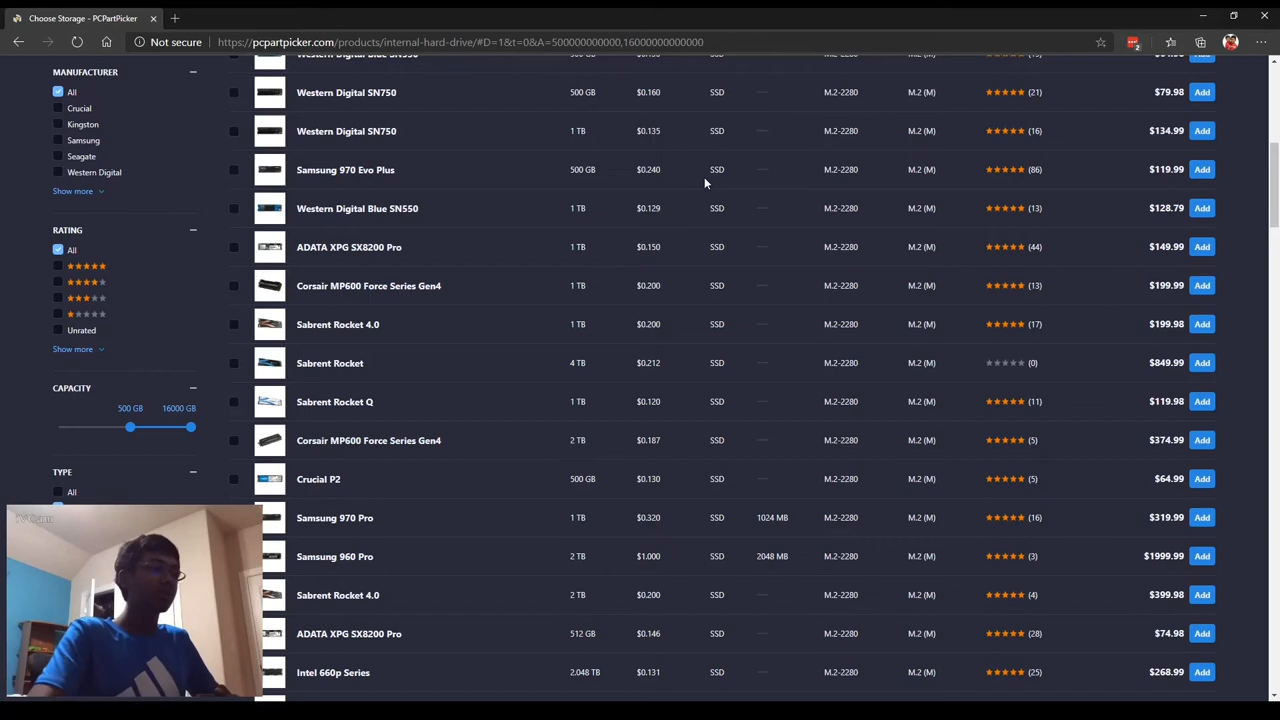 Choose Storage - PCPartPicker
Not secure
https://pcpartpicker.com/products/internal-hard-drive/#D=1&t=0&A=500000000000,16000000000000
MANUFACTURER
All
Crucial
Kingston
Samsung
Seagate
Western Digital
Show more
RATING
All
Unrated
Show more
CAPACITY
500 GB 16000 GB
TYPE
All
iVCam
Western Digital SN750 500 GB $0.160 SSD M.2-2280 M.2 (M) (21) $79.98 Add
Western Digital SN750 1 TB $0.135 SSD M.2-2280 M.2 (M) (16) $134.99 Add
Samsung 970 Evo Plus 500 GB $0.240 SSD M.2-2280 M.2 (M) (86) $119.99 Add
Western Digital Blue SN550 1 TB $0.129 SSD M.2-2280 M.2 (M) (13) $128.79 Add
ADATA XPG SX8200 Pro 1 TB $0.150 SSD M.2-2280 M.2 (M) (44) $149.99 Add
Corsair MP600 Force Series Gen4 1 TB $0.200 SSD M.2-2280 M.2 (M) (13) $199.99 Add
Sabrent Rocket 4.0 1 TB $0.200 SSD M.2-2280 M.2 (M) (17) $199.98 Add
Sabrent Rocket 4 TB $0.212 SSD M.2-2280 M.2 (M) (0) Add
Sabrent Rocket Q 1 TB $0.120 SSD M.2-2280 M.2 (M) (11) $119.98 Add
Corsair MP600 Force Series Gen4 2 TB $0.187 SSD M.2-2280 M.2 (M) (5) $374.99 Add
Crucial P2 500 GB $0.130 SSD M.2-2280 M.2 (M) (5) $64.99 Add
Samsung 970 Pro 1 TB $0.320 SSD 1024 MB M.2-2280 M.2 (M) (16) $319.99 Add
Samsung 960 Pro 2 TB $1.000 SSD 2048 MB M.2-2280 M.2 (M) (3) $1999.99 Add
Sabrent Rocket 4.0 2 TB $0.200 SSD M.2-2280 M.2 (M) (4) $399.98 Add
ADATA XPG SX8200 Pro 512 GB $0.146 SSD M.2-2280 M.2 (M) (28) Add
Intel 660p Series 2.048 TB $0.131 SSD M.2-2280 M.2 (M) (25) $269.99 Add